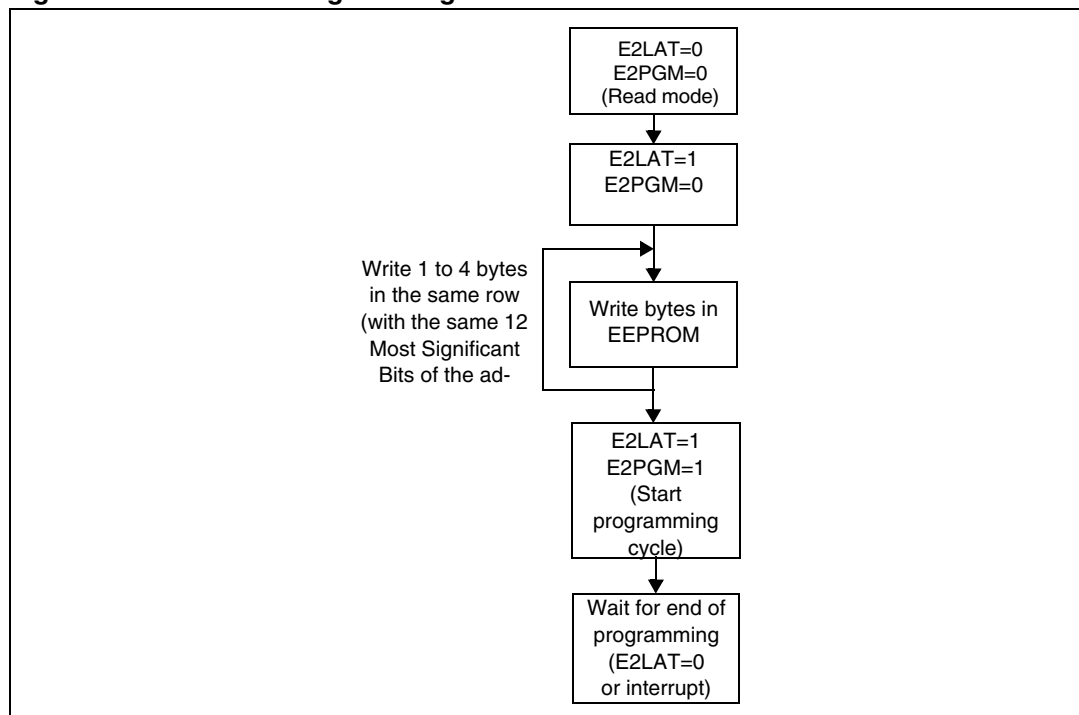 E2LAT=0
E2PGM=0
(Read mode)
E2LAT=1
E2PGM=0
Write 1 to 4 bytes
in the same row
(with the same 12
Most Significant
Bits of the ad-
Write bytes in
EEPROM
E2LAT=1
E2PGM=1
(Start
programming
cycle)
Wait for end of
programming
(E2LAT=0
or interrupt)